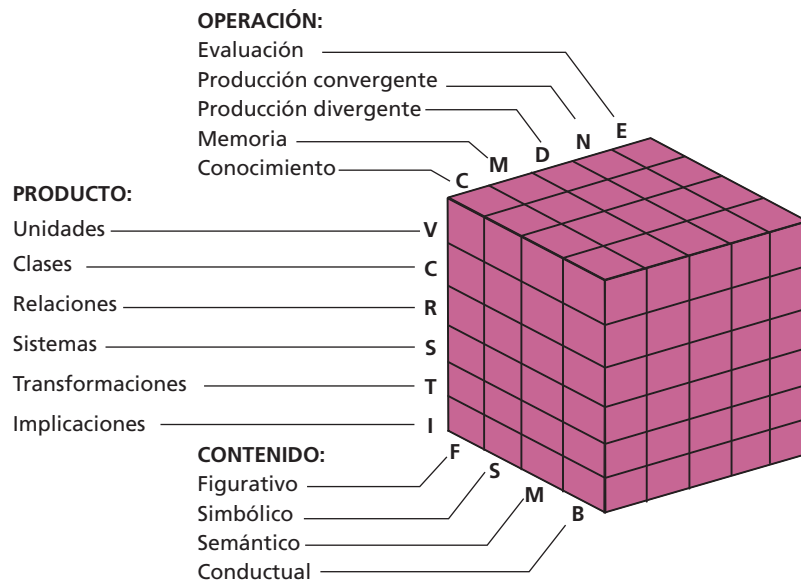 OPERACIÓN:
Evaluación
Producción convergente
Producción divergente
Memoria
Conocimiento
C
M
D
N
E
PRODUCTO:
Unidades
V
Clases
C
Relaciones
R
Sistemas
S
Transformaciones
T
Implicaciones
I
CONTENIDO:
Figurativo
F
Simbólico
S
Semántico
M
Conductual
B